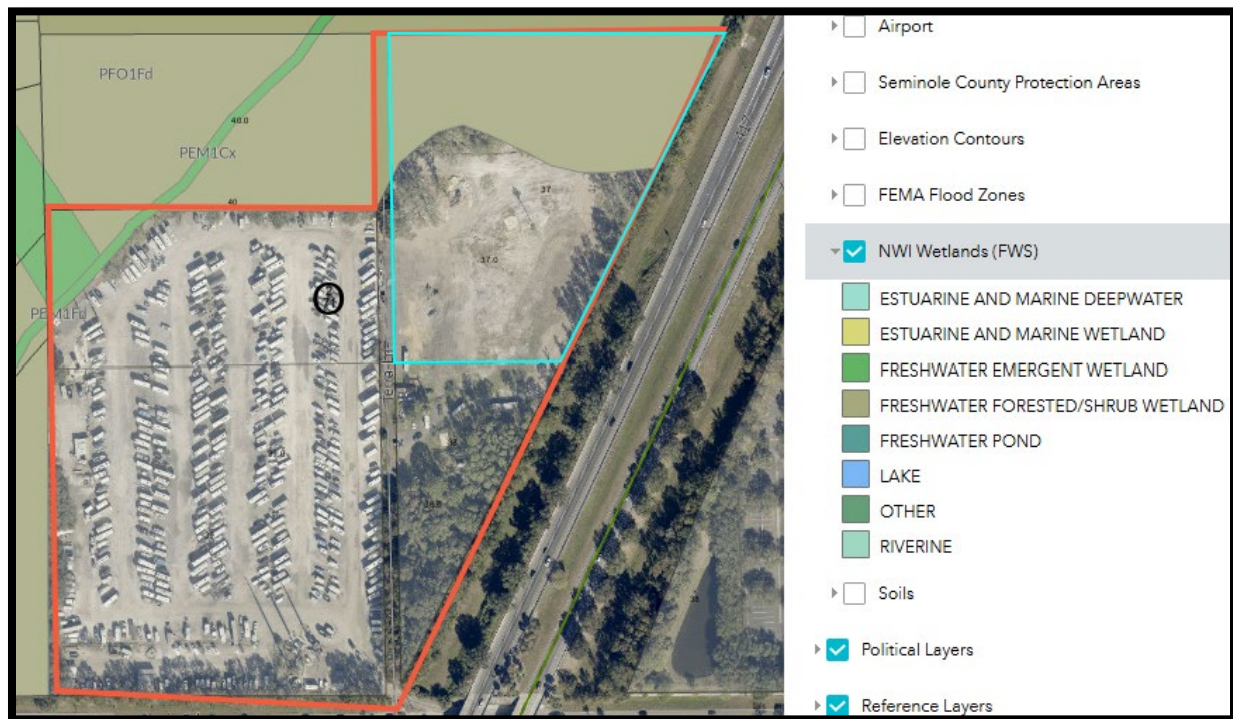 PFO1Fd
40.0
PEM1Cx
40
417
37
37.0
PEM1Fd
Airport
Seminole County Protection Areas
Elevation Contours
FEMA Flood Zones
NWI Wetlands (FWS)
ESTUARINE AND MARINE DEEPWATER
ESTUARINE AND MARINE WETLAND
FRESHWATER EMERGENT WETLAND
FRESHWATER FORESTED/SHRUB WETLAND
FRESHWATER POND
LAKE
OTHER
RIVERINE
Soils
Political Layers
Reference Layers